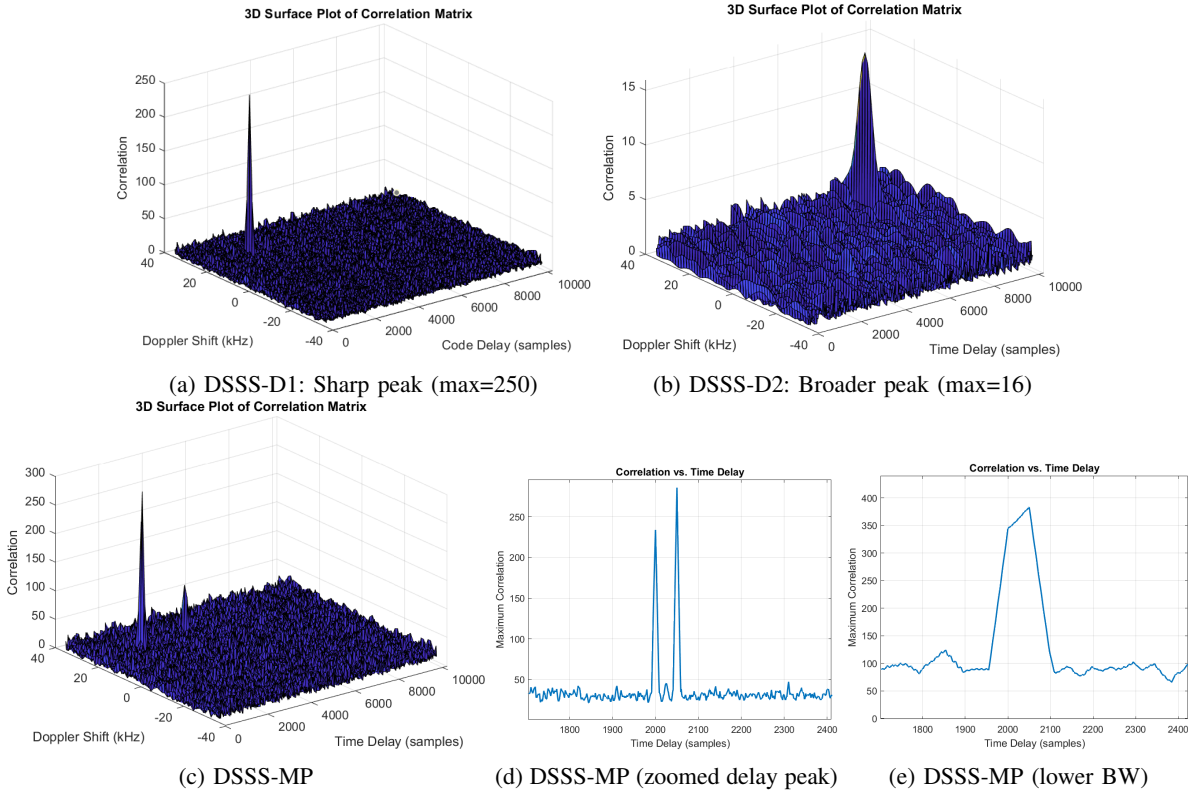 3D Surface Plot of Correlation Matrix
250
200
150
100
50
0
Correlation
40
20
0
-20
-40
Doppler Shift (kHz)
0
2000
4000
6000
8000
10000
Code Delay (samples)
(a) DSSS-D1: Sharp peak (max=250)
3D Surface Plot of Correlation Matrix
15
10
5
0
Correlation
40
20
0
-20
-40
Doppler Shift (kHz)
0
2000
4000
6000
8000
10000
Time Delay (samples)
(b) DSSS-D2: Broader peak (max=16)
3D Surface Plot of Correlation Matrix
300
250
200
150
100
50
0
Correlation
40
20
0
-20
-40
Doppler Shift (kHz)
0
2000
4000
6000
8000
10000
Time Delay (samples)
(c) DSSS-MP
Correlation vs. Time Delay
250
200
150
100
50
Maximum Correlation
1800 1900 2000 2100 2200 2300 2400
Time Delay (samples)
(d) DSSS-MP (zoomed delay peak)
Correlation vs. Time Delay
400
350
300
250
200
150
100
50
0
Maximum Correlation
1800 1900 2000 2100 2200 2300 2400
Time Delay (samples)
(e) DSSS-MP (lower BW)